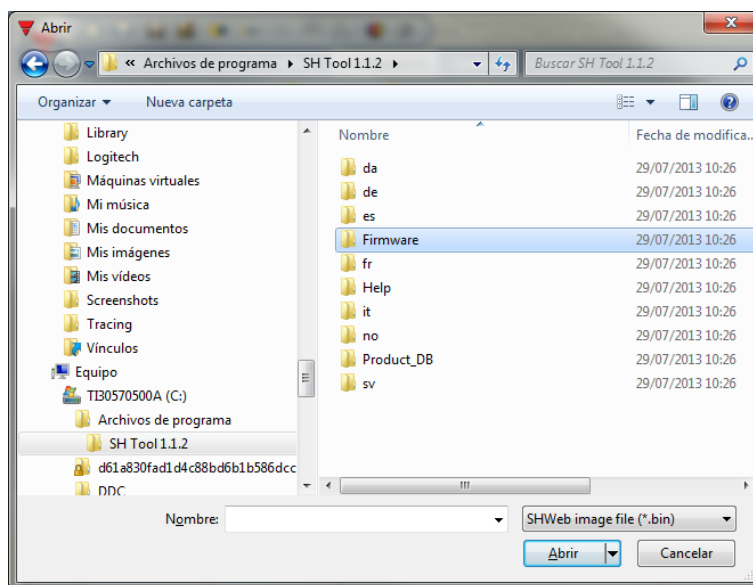 Abrir
« Archivos de programa SH Tool 1.1.2
Buscar SH Tool 1.1.2
Organizar Nueva carpeta
Library
Logitech
Máquinas virtuales
Mi música
Mis documentos
Mis imágenes
Mis vídeos
Screenshots
Tracing
Vínculos
Equipo
TI30570500A (C:)
Archivos de programa
SH Tool 1.1.2
d61a830fad1d4c88bd6b1b586dcc
DDC
Nombre Fecha de modifica...
da 29/07/2013 10:26
de 29/07/2013 10:26
es 29/07/2013 10:26
Firmware 29/07/2013 10:26
fr 29/07/2013 10:26
Help 29/07/2013 10:26
it 29/07/2013 10:26
no 29/07/2013 10:26
Product_DB 29/07/2013 10:26
sv 29/07/2013 10:26
Nombre: SHWeb image file (*.bin)
Abrir Cancelar